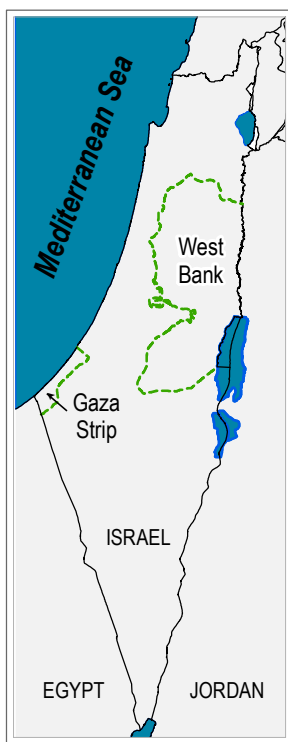 Mediterranean Sea
West
Bank
Gaza
Strip
ISRAEL
EGYPT
JORDAN